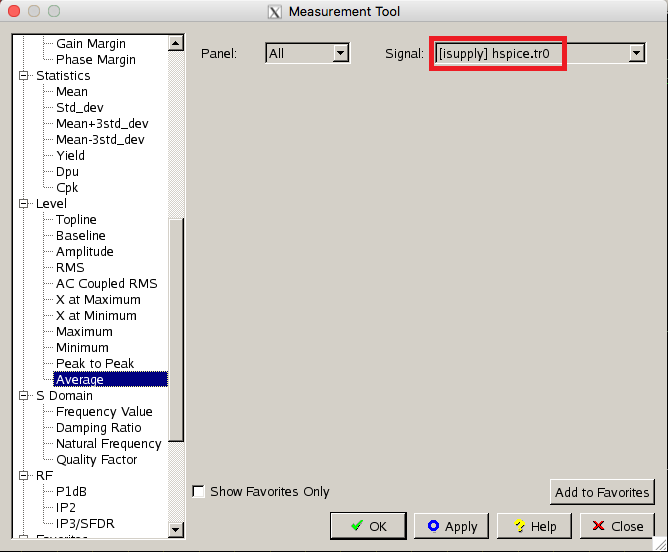 Measurement Tool
Gain Margin
Phase Margin
Statistics
Mean
Std_dev
Mean+3std_dev
Mean-3std_dev
Yield
Dpu
Cpk
Level
Topline
Baseline
Amplitude
RMS
AC Coupled RMS
X at Maximum
X at Minimum
Maximum
Minimum
Peak to Peak
Average
S Domain
Frequency Value
Damping Ratio
Natural Frequency
Quality Factor
RF
P1dB
IP2
IP3/SFDR
Favorites
Panel: All Signal: [isupply] hspice.tr0
Show Favorites Only Add to Favorites
OK Apply Help Close